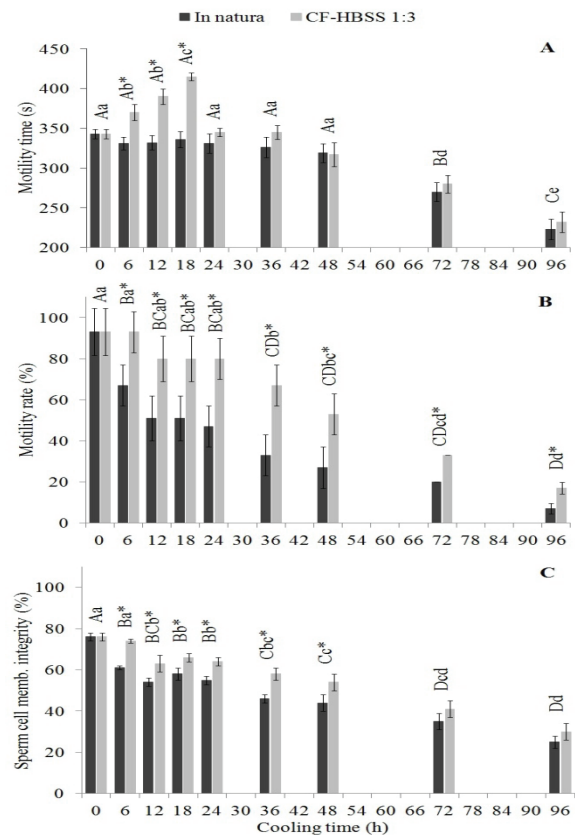 In natura CF-HBSS 1:3
A
Motility time (s)
450
400
350
300
250
200
Aa Ab* Ab* Ac* Aa Aa Aa Bd Ce
0 6 12 18 24 30 36 42 48 54 60 66 72 78 84 90 96
B
Motility rate (%)
100
80
60
40
20
0
Aa Ba* BCab* BCab* BCab* CDb* CDbc* CDcd* Dd*
0 6 12 18 24 30 36 42 48 54 60 66 72 78 84 90 96
C
Sperm cell memb. integrity (%)
100
80
60
40
20
0
Aa Ba* BCb* Bb* Bb* Cbc* Cc* Dcd Dd
0 6 12 18 24 30 36 42 48 54 60 66 72 78 84 90 96
Cooling time (h)